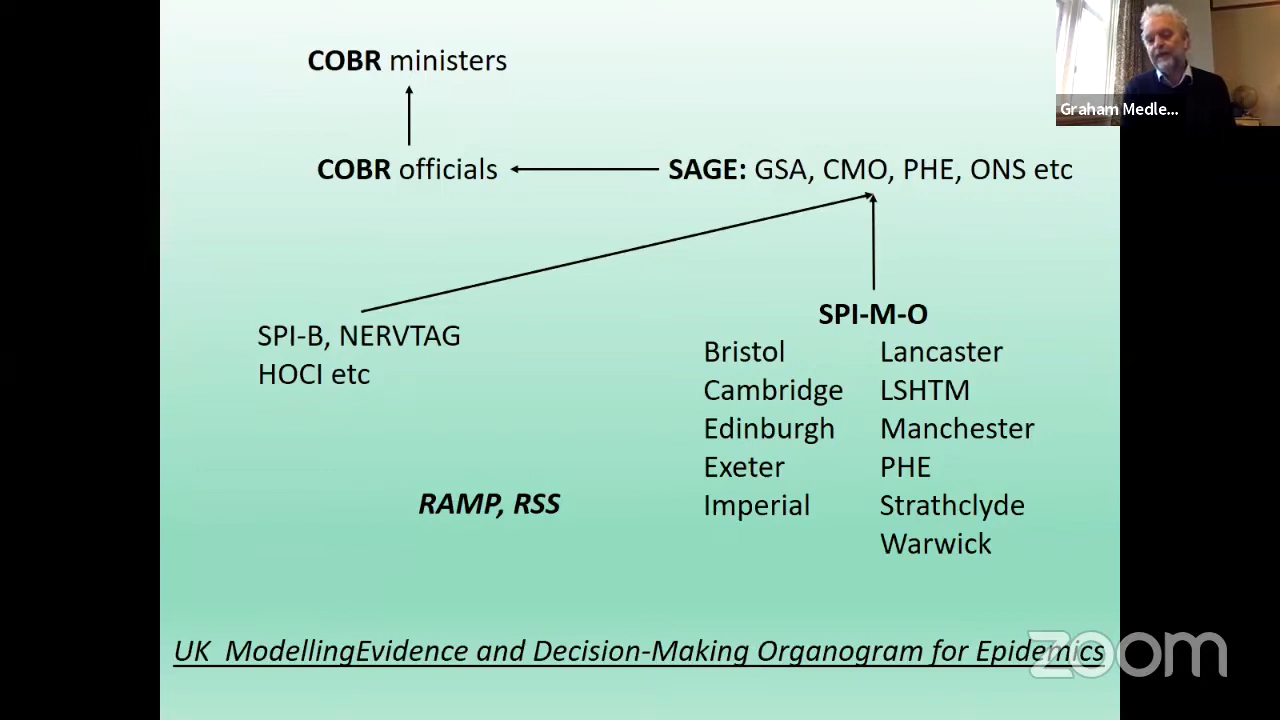 COBR ministers
Graham Medle...
COBR officials
SAGE: GSA, CMO, PHE, ONS etc
SPI-B, NERVTAG
HOCI etc
SPI-M-O
Bristol
Lancaster
Cambridge
LSHTM
Edinburgh
Manchester
Exeter
PHE
Imperial
Strathclyde
Warwick
RAMP, RSS
UK ModellingEvidence and Decision-Making Organogram for Epidemics
zoom